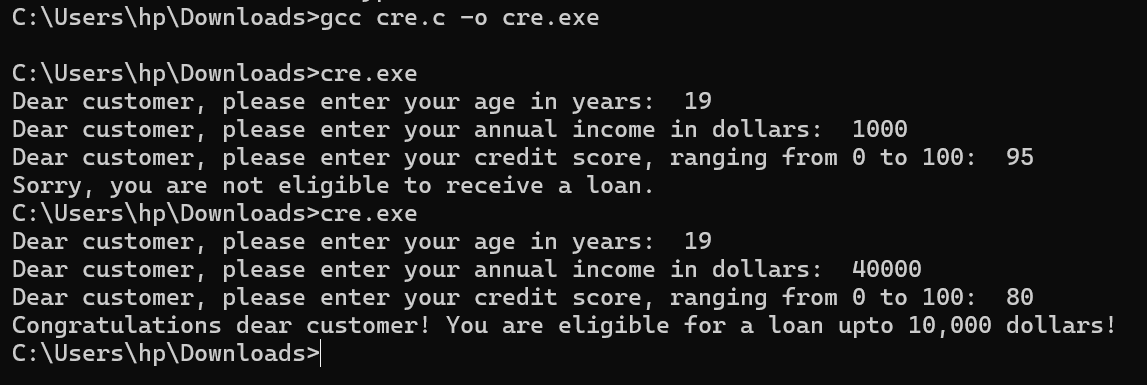 C:\Users\hp\Downloads>gcc cre.c -o cre.exe
C:\Users\hp\Downloads>cre.exe
Dear customer, please enter your age in years:  19
Dear customer, please enter your annual income in dollars:  1000
Dear customer, please enter your credit score, ranging from 0 to 100:  95
Sorry, you are not eligible to receive a loan.
C:\Users\hp\Downloads>cre.exe
Dear customer, please enter your age in years:  19
Dear customer, please enter your annual income in dollars:  40000
Dear customer, please enter your credit score, ranging from 0 to 100:  80
Congratulations dear customer! You are eligible for a loan upto 10,000 dollars!
C:\Users\hp\Downloads>